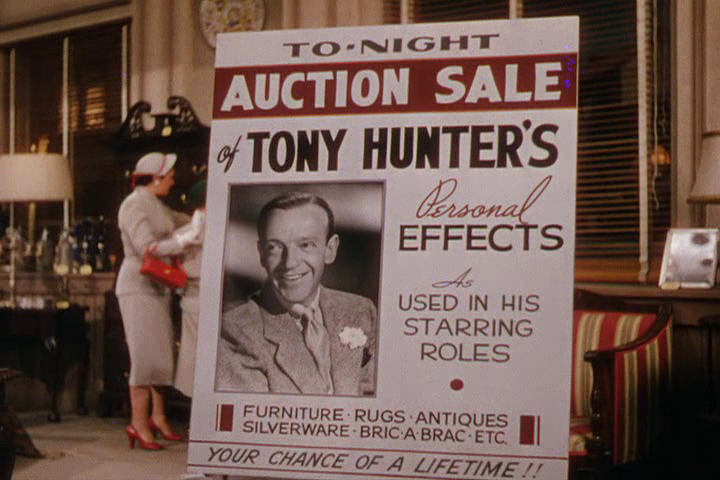 TO·NIGHT
AUCTION SALE
of TONY HUNTER'S
Personal
EFFECTS
As
USED IN HIS
STARRING
ROLES
FURNITURE · RUGS · ANTIQUES
SILVERWARE · BRIC·A·BRAC · ETC.
YOUR CHANCE OF A LIFETIME!!